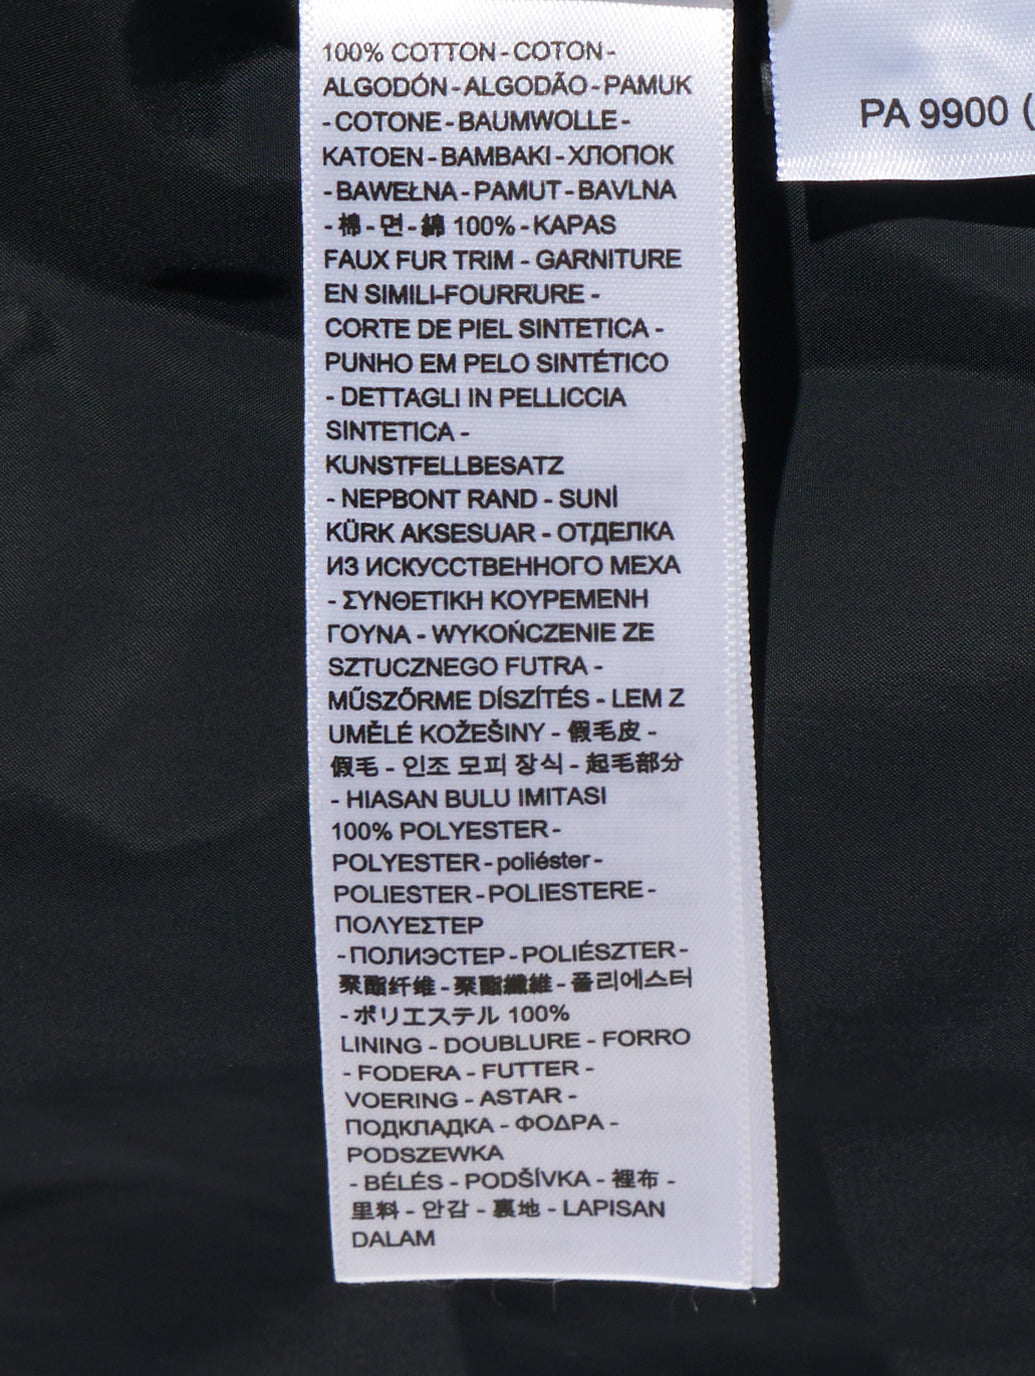 100% COTTON - COTON -
ALGODÓN - ALGODÃO - PAMUK
- COTONE - BAUMWOLLE -
KATOEN - BAMBAKI - ХЛОПОК
- BAWEŁNA - PAMUT - BAVLNA
- 棉 - 면 - 綿 100% - KAPAS
FAUX FUR TRIM - GARNITURE
EN SIMILI-FOURRURE -
CORTE DE PIEL SINTETICA -
PUNHO EM PELO SINTÉTICO
- DETTAGLI IN PELLICCIA
SINTETICA -
KUNSTFELLBESATZ
- NEPBONT RAND - SUNİ
KÜRK AKSESUAR - ОТДЕЛКА
ИЗ ИСКУССТВЕННОГО МЕХА
- ΣΥΝΘΕΤΙΚΗ ΚΟΥΡΕΜΕΝΗ
ΓΟΥΝΑ - WYKOŃCZENIE ZE
SZTUCZNEGO FUTRA -
MŰSZŐRME DÍSZÍTÉS - LEM Z
UMĚLÉ KOŽEŠINY - 假毛皮 -
假毛 - 인조 모피 장식 - 起毛部分
- HIASAN BULU IMITASI
100% POLYESTER -
POLYESTER - poliéster -
POLIESTER - POLIESTERE -
ΠΟΛΥΕΣΤΕΡ
- ПОЛИЭСТЕР - POLIÉSZTER -
聚酯纤维 - 聚酯纖維 - 폴리에스터
- ポリエステル 100%
LINING - DOUBLURE - FORRO
- FODERA - FUTTER -
VOERING - ASTAR -
ПОДКЛАДКА - ΦΟΔΡΑ -
PODSZEWKA
- BÉLÉS - PODŠÍVKA - 裡布 -
里料 - 안감 - 裏地 - LAPISAN
DALAM
PA 9900 (